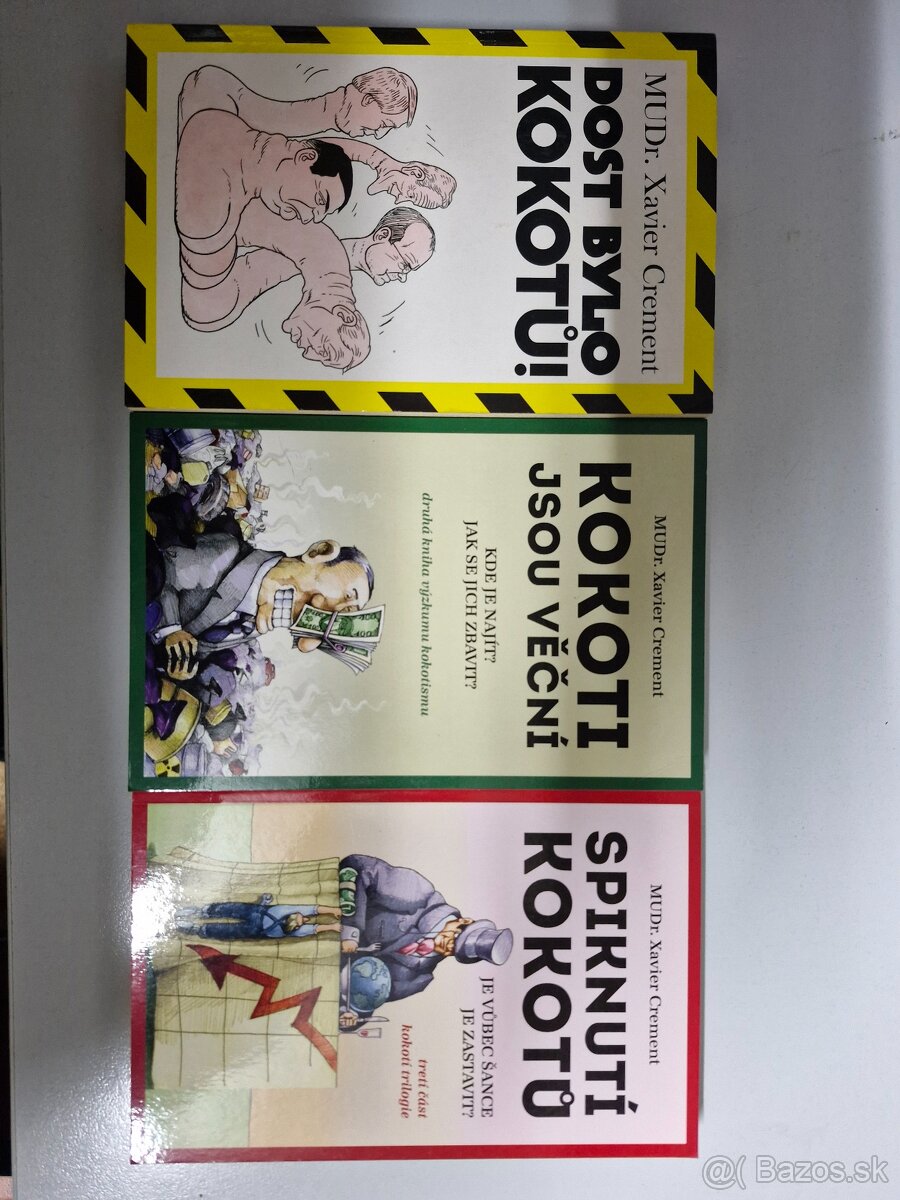 MUDr. Xavier Crement
DOST BYLO
KOKOTŮ!
MUDr. Xavier Crement
KOKOTI
JSOU VĚČNÍ
KDE JE NAJÍT?
JAK SE JICH ZBAVIT?
druhá kniha výzkumu kokotismu
MUDr. Xavier Crement
SPIKNUTÍ
KOKOTŮ
JE VŮBEC ŠANCE
JE ZASTAVIT?
tretí část
kokotí trilogie
@( Bazos.sk